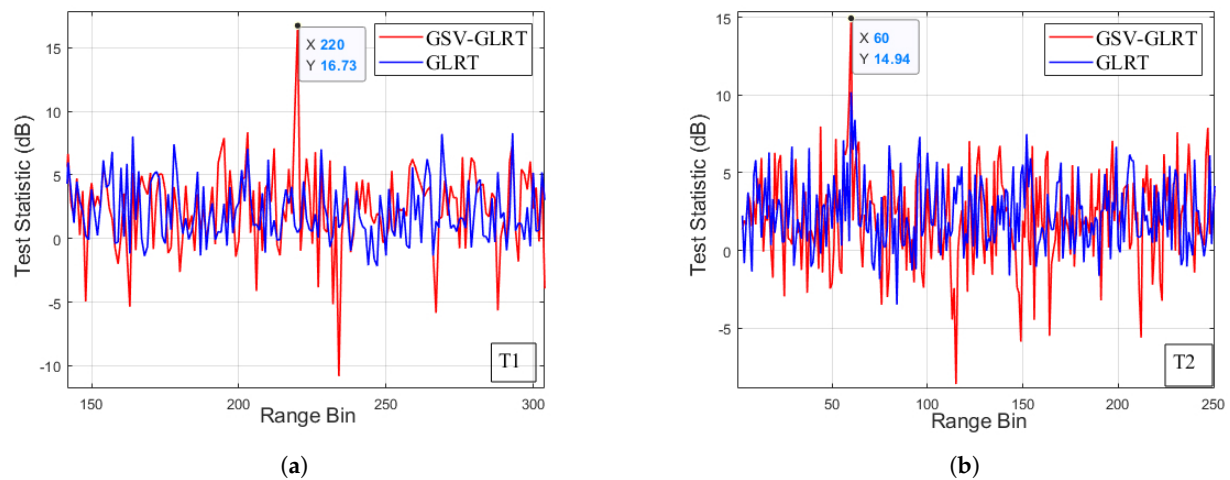 X 220
Y 16.73
GSV-GLRT
GLRT
15
10
5
0
-5
-10
Test Statistic (dB)
T1
150
200
250
300
Range Bin
(a)
15
X 60
Y 14.94
GSV-GLRT
GLRT
10
5
0
-5
Test Statistic (dB)
T2
50
100
150
200
250
Range Bin
(b)